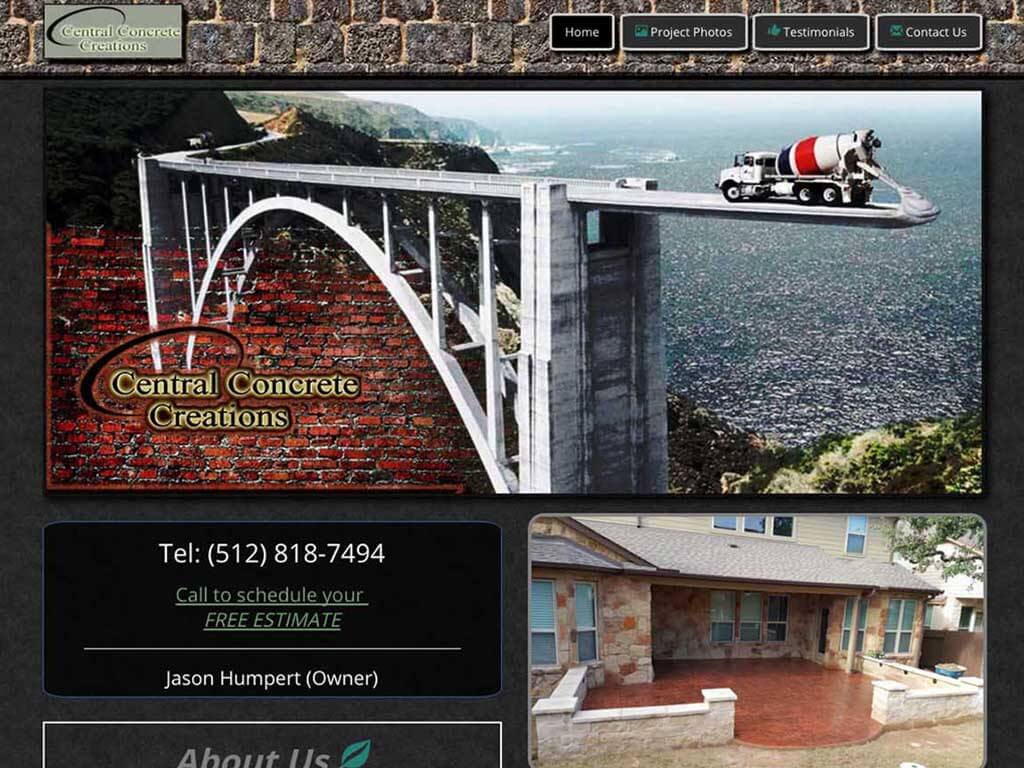 Central Concrete
Creations
Home
Project Photos
Testimonials
Contact Us
Central Concrete
Creations
Tel: (512) 818-7494
Call to schedule your
FREE ESTIMATE
Jason Humpert (Owner)
About Us